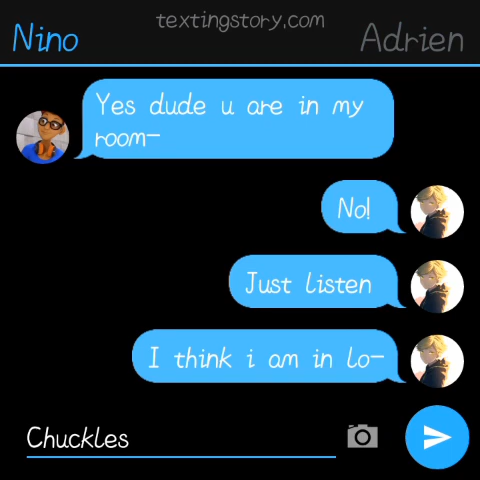 textingstory.com
Nino
Adrien
Yes dude u are in my
room-
No!
Just listen
I think i am in lo-
Chuckles